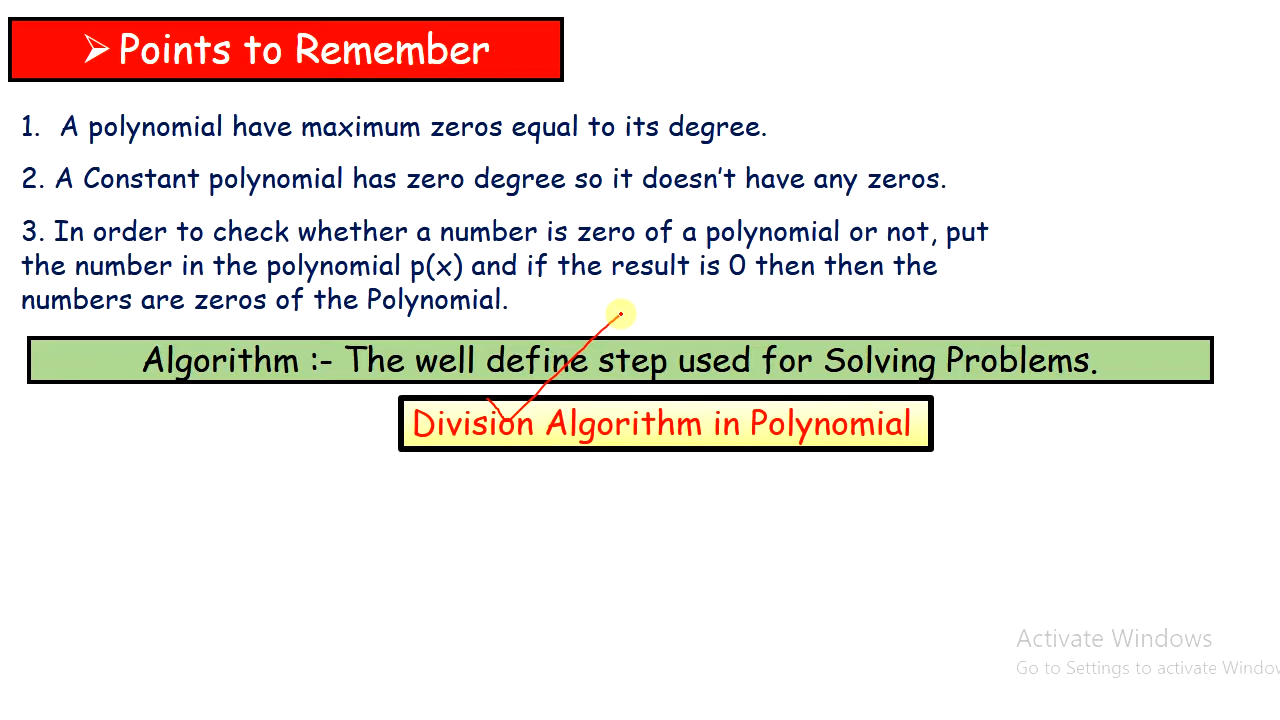 ➢ Points to Remember
1. A polynomial have maximum zeros equal to its degree.
2. A Constant polynomial has zero degree so it doesn't have any zeros.
3. In order to check whether a number is zero of a polynomial or not, put
the number in the polynomial p(x) and if the result is 0 then then the
numbers are zeros of the Polynomial.
Algorithm :- The well define step used for Solving Problems.
Division Algorithm in Polynomial
Activate Windows
Go to Settings to activate Windo